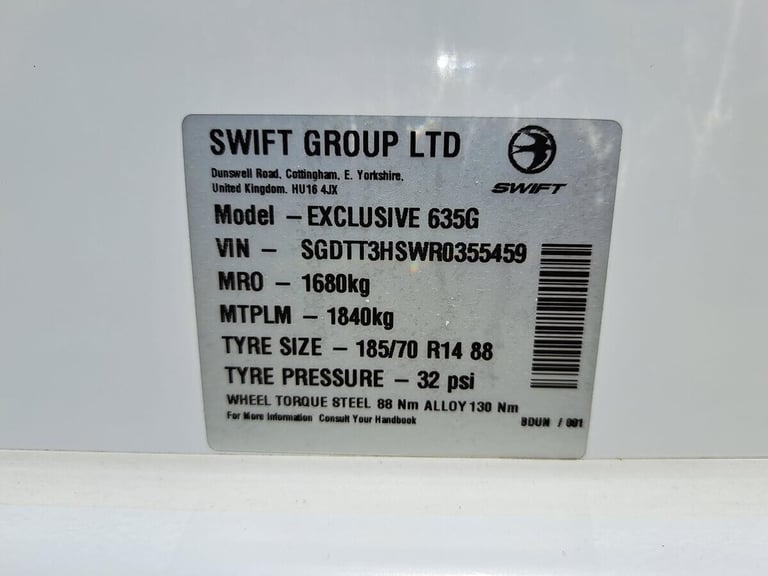 SWIFT GROUP LTD
SWIFT
Dunswell Road, Cottingham, E. Yorkshire,
United Kingdom. HU16 4JX
Model – EXCLUSIVE 635G
VIN – SGDTT3HSWR0355459
MRO – 1680kg
MTPLM – 1840kg
TYRE SIZE – 185/70 R14 88
TYRE PRESSURE – 32 psi
WHEEL TORQUE STEEL 88 Nm ALLOY 130 Nm
For More Information Consult Your Handbook
BDUN / 001